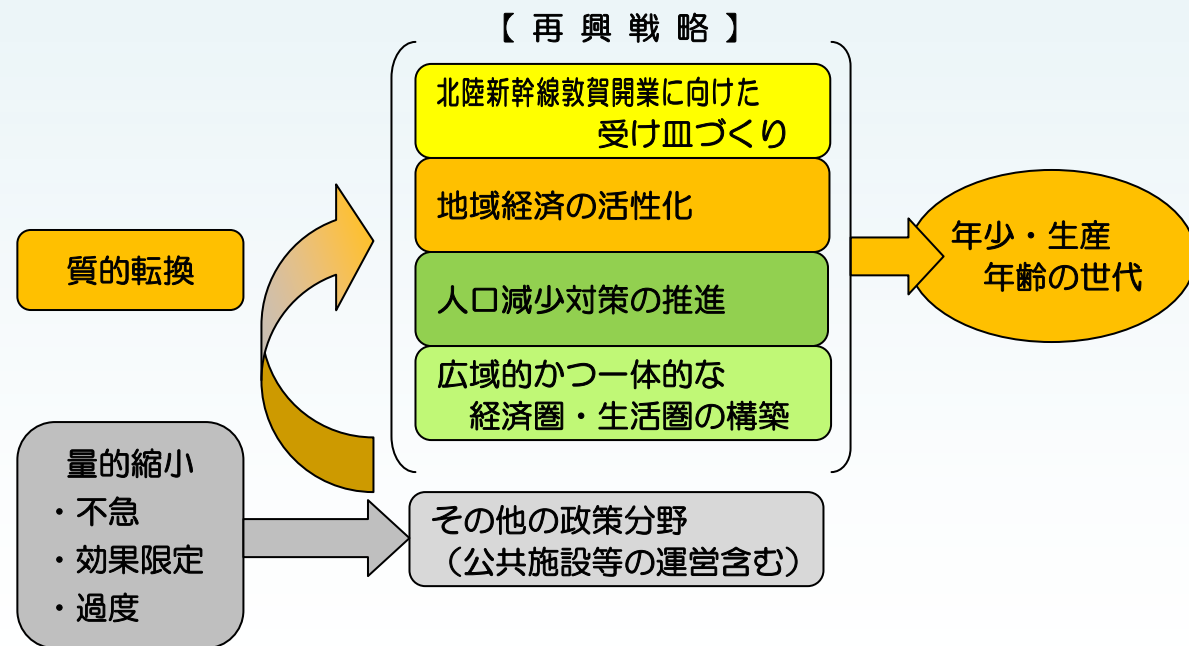 【 再 興 戦 略 】
北陸新幹線敦賀開業に向けた
受け皿づくり
地域経済の活性化
人口減少対策の推進
広域的かつ一体的な
経済圏・生活圏の構築
質的転換
年少・生産
年齢の世代
量的縮小
・不急
・効果限定
・過度
その他の政策分野
（公共施設等の運営含む）